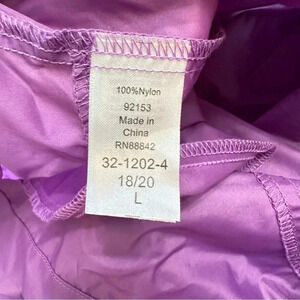 100%Nylon
92153
Made in
China
RN88842
32-1202-4
18/20
L